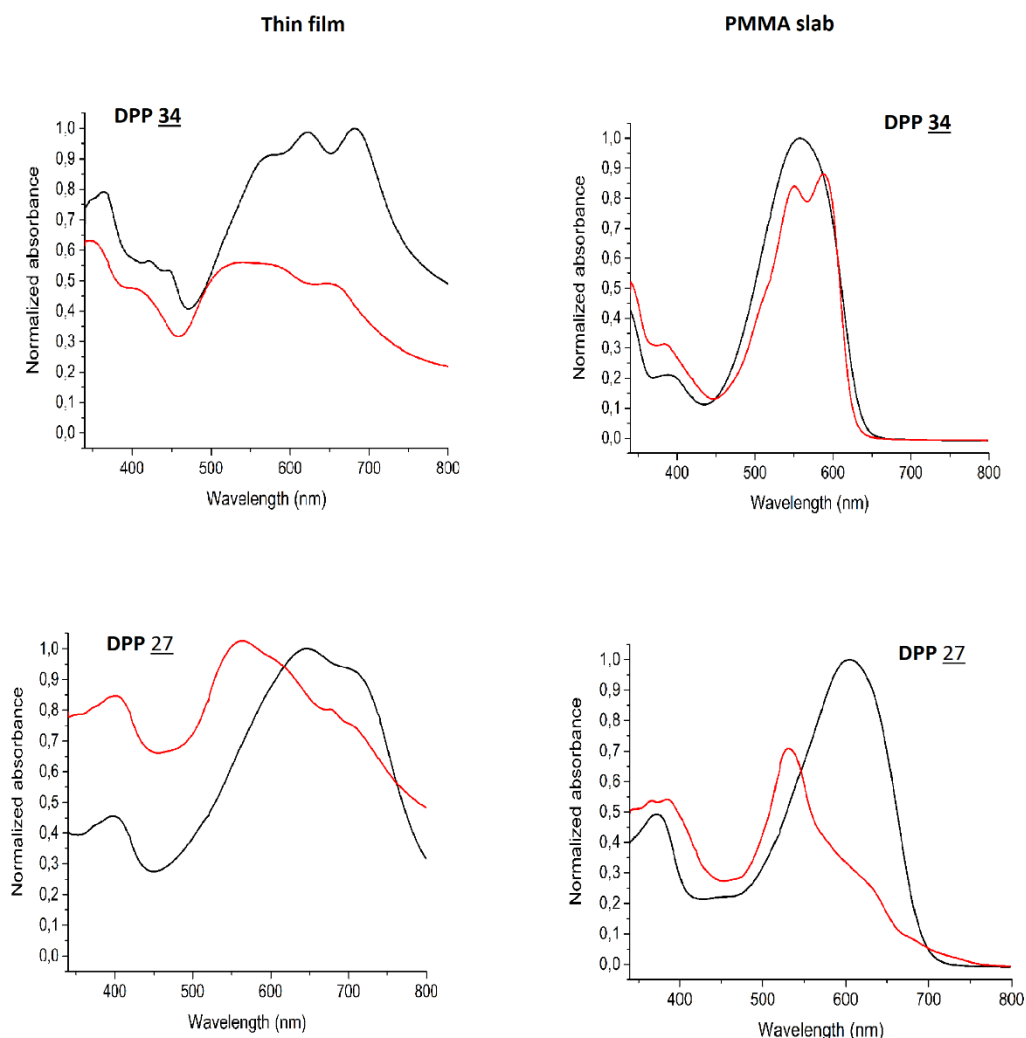 Thin film
PMMA slab
DPP 34
Normalized absorbance
1,0
0,9
0,8
0,7
0,6
0,5
0,4
0,3
0,2
0,1
0,0
400 500 600 700 800
Wavelength (nm)
DPP 34
Normalized absorbance
1,0
0,9
0,8
0,7
0,6
0,5
0,4
0,3
0,2
0,1
0,0
400 500 600 700 800
Wavelength (nm)
DPP 27
Normalized absorbance
1,0
0,9
0,8
0,7
0,6
0,5
0,4
0,3
0,2
0,1
0,0
400 500 600 700 800
Wavelength (nm)
DPP 27
Normalized absorbance
1,0
0,9
0,8
0,7
0,6
0,5
0,4
0,3
0,2
0,1
0,0
400 500 600 700 800
Wavelength (nm)